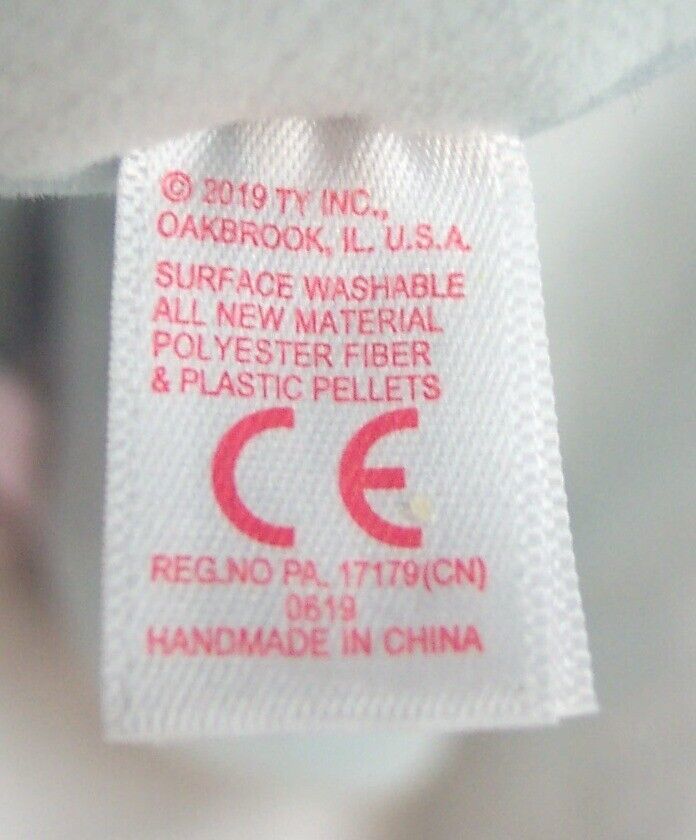 © 2019 TY INC.,
OAKBROOK, IL. U.S.A.
SURFACE WASHABLE
ALL NEW MATERIAL
POLYESTER FIBER
& PLASTIC PELLETS
CE
REG.NO PA. 17179(CN)
0619
HANDMADE IN CHINA